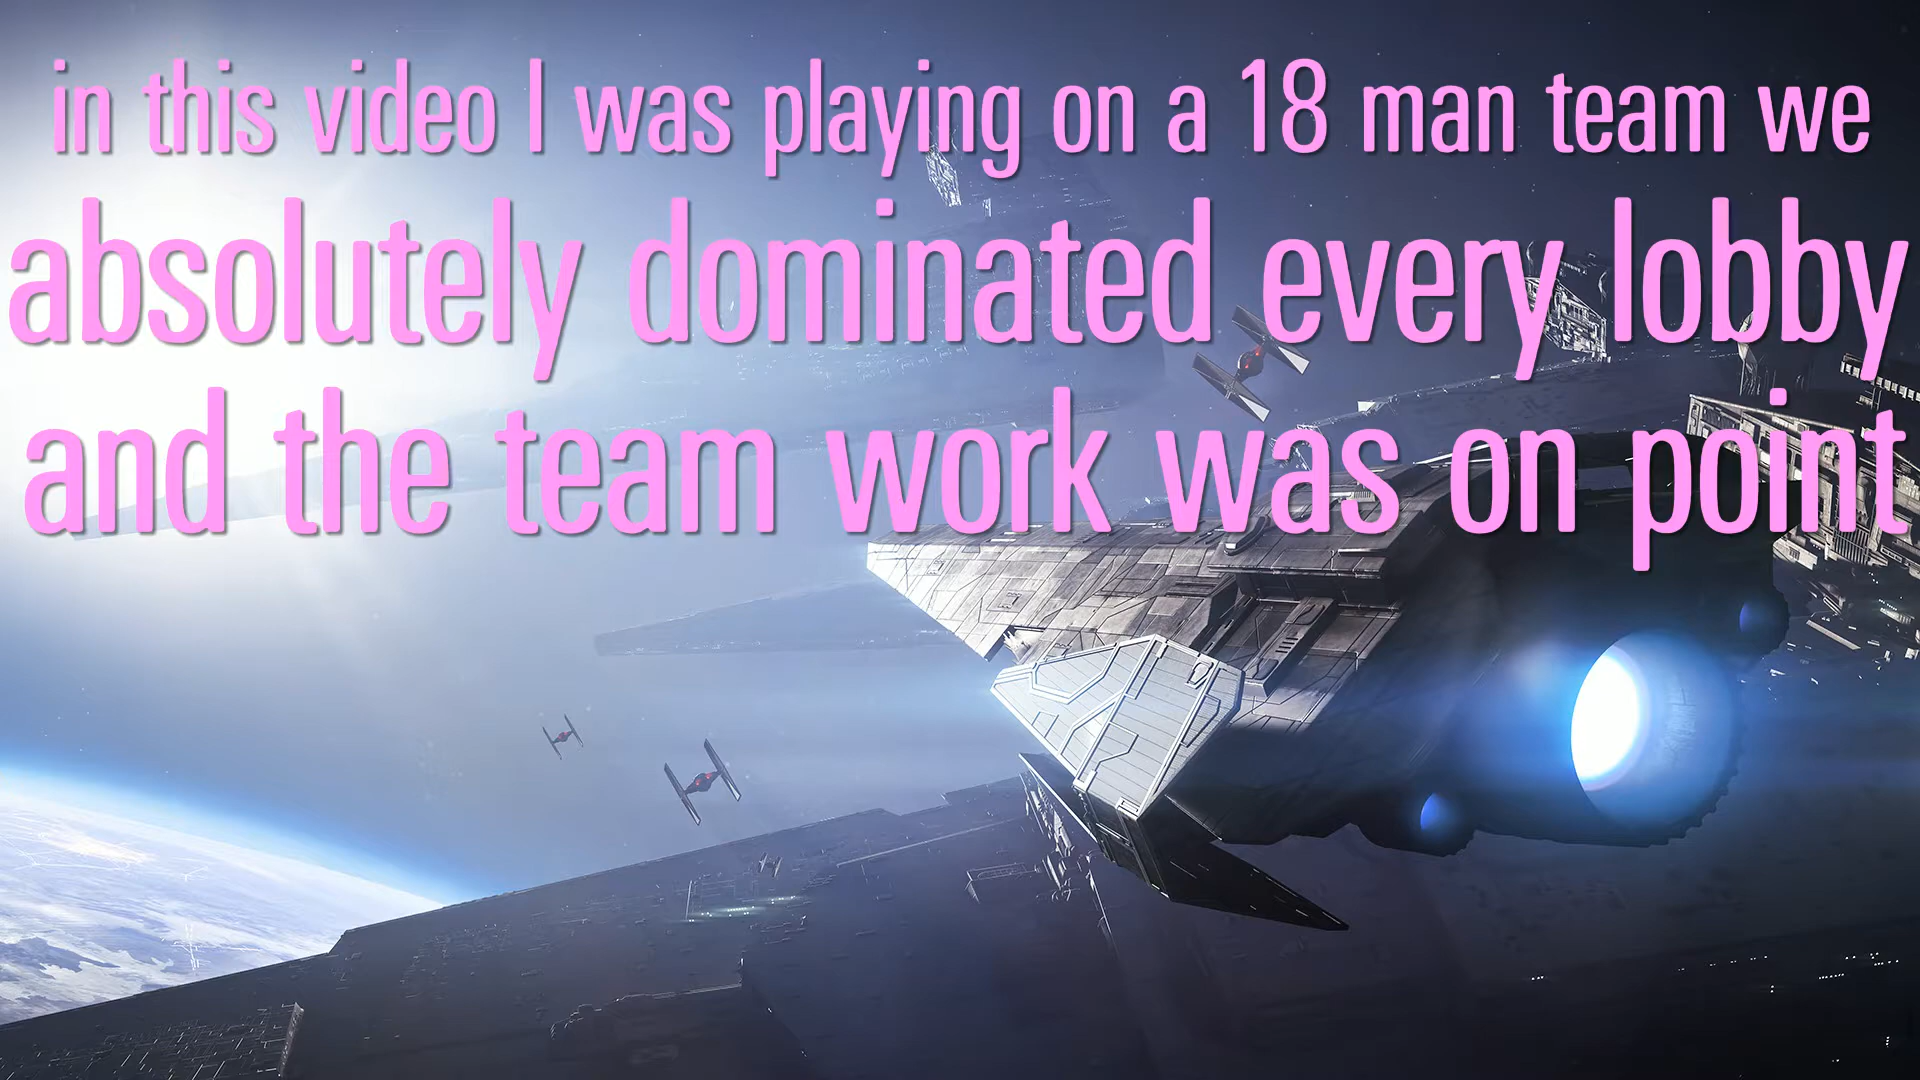 in this video I was playing on a 18 man team we
absolutely dominated every lobby
and the team work was on point